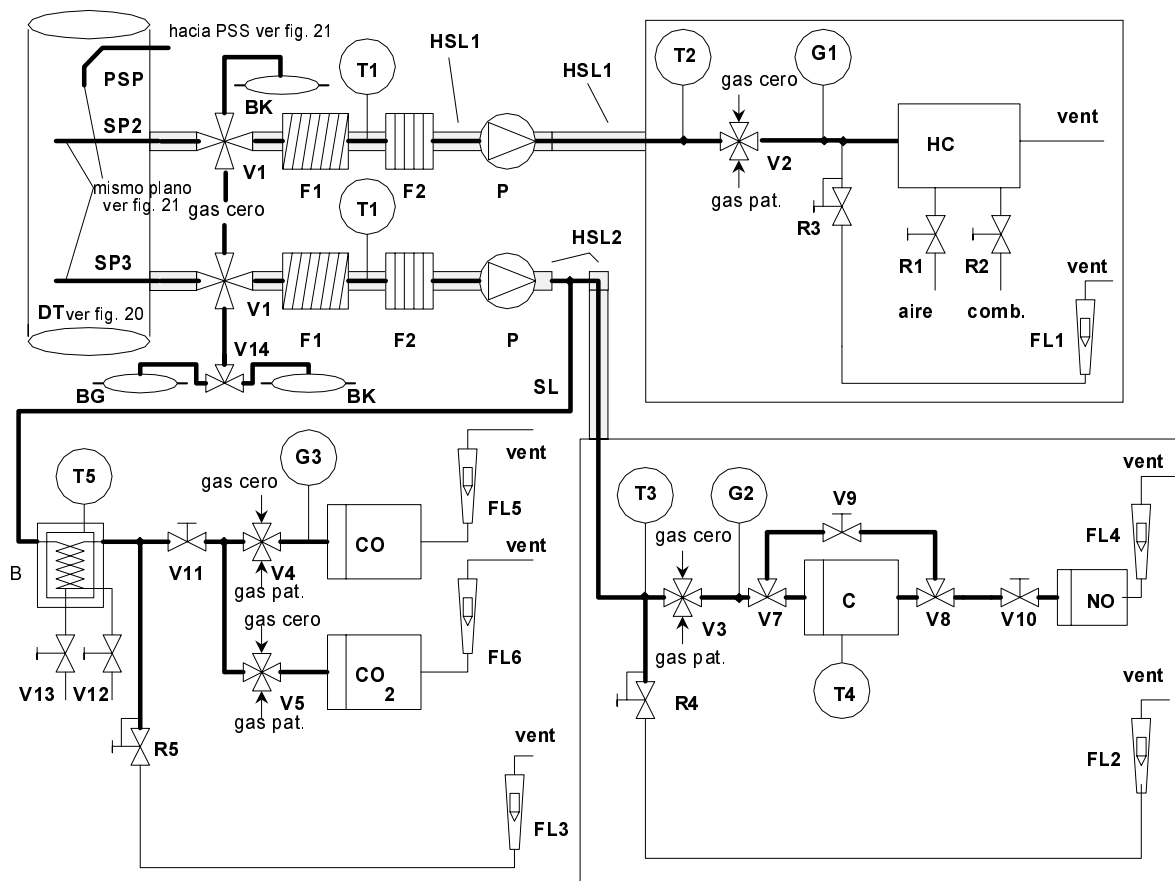 hacia PSS ver fig. 21
PSP
HSL1
HSL1
T1
BK
SP2
V1
F1
F2
P
mismo plano
ver fig. 21
gas cero
T1
HSL2
SP3
DT ver fig. 20
V1
F1
F2
P
V14
BG
BK
SL
T2
gas cero
G1
V2
gas pat.
HC
vent
R3
R1
R2
aire
comb.
vent
FL1
T5
B
V13
V12
V11
gas cero
G3
V4
gas pat.
CO
vent
FL5
gas cero
V5
gas pat.
CO
2
vent
FL6
R5
vent
FL3
T3
gas cero
G2
V3
gas pat.
V9
V7
C
V8
V10
NO
vent
FL4
T4
R4
vent
FL2